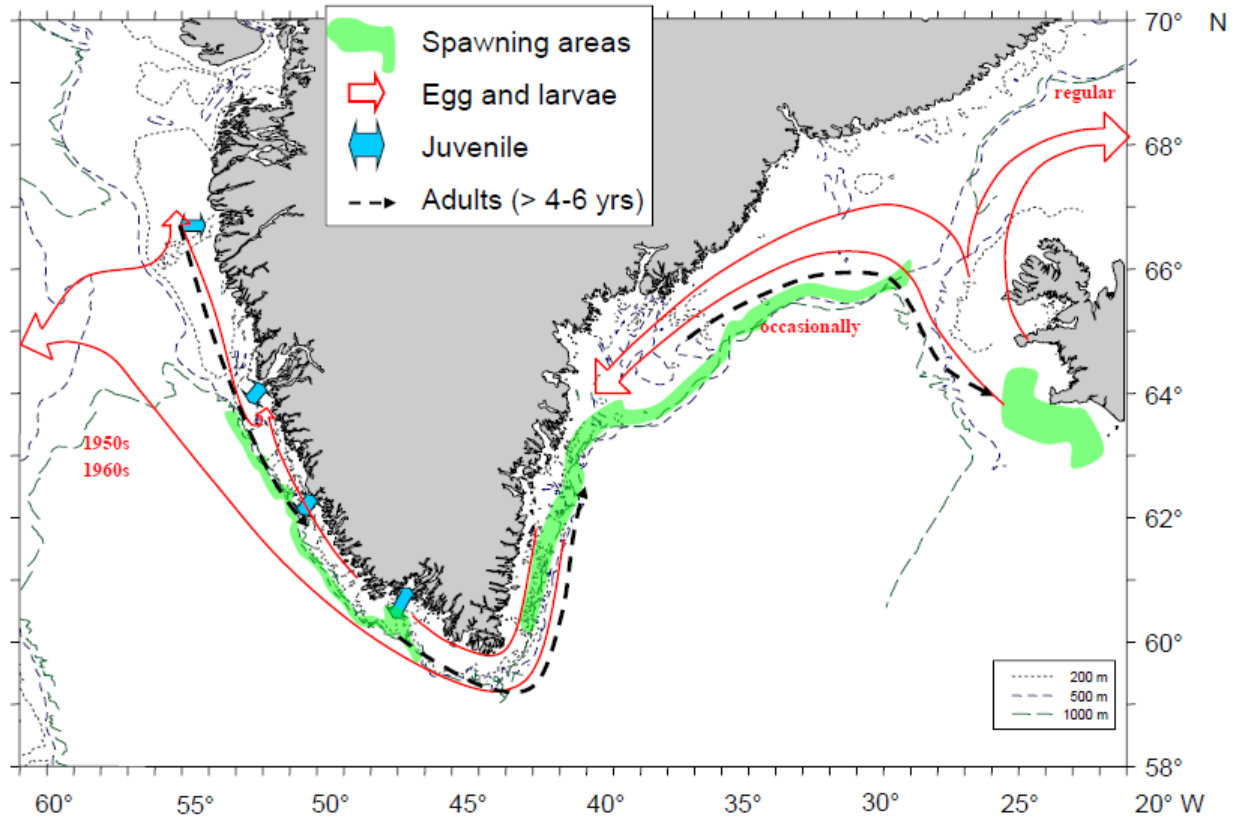 Spawning areas
Egg and larvae
Juvenile
Adults (> 4-6 yrs)
70° N
regular
68°
66°
occasionally
64°
1950s
1960s
62°
60°
200 m
500 m
1000 m
58°
60° 55° 50° 45° 40° 35° 30° 25° 20° W